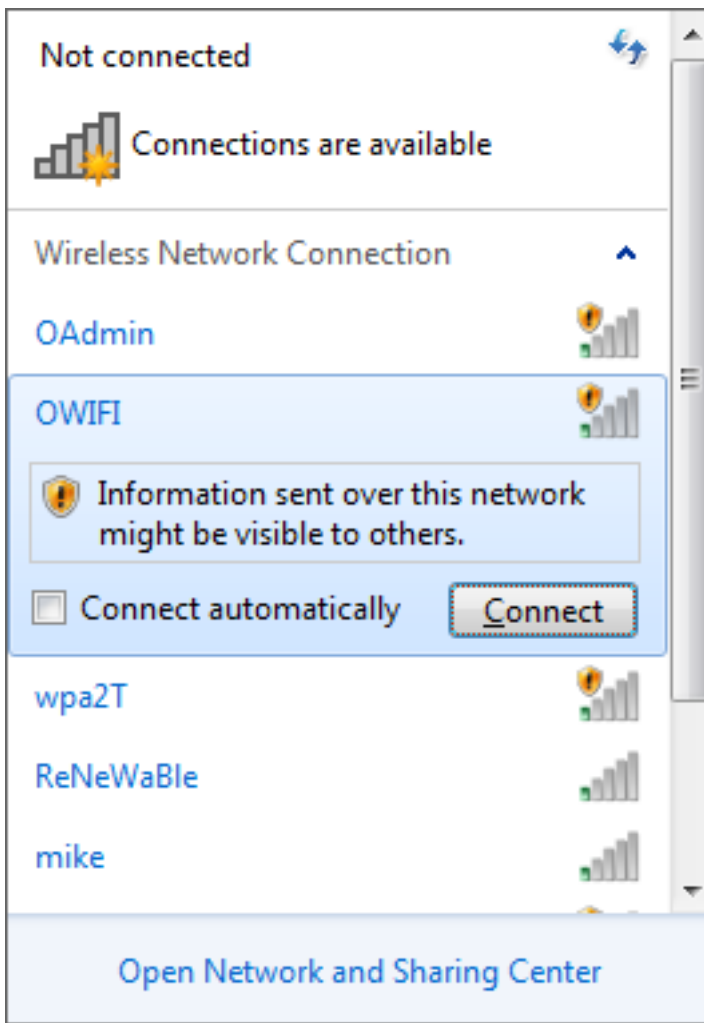 Not connected
Connections are available
Wireless Network Connection
OAdmin
OWIFI
Information sent over this network
might be visible to others.
Connect automatically
Connect
wpa2T
ReNeWaBle
mike
Open Network and Sharing Center